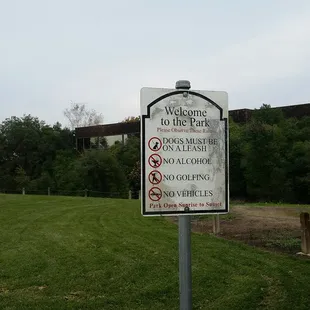 Welcome
to the Park
Please Observe These Rules
DOGS MUST BE
ON A LEASH
NO ALCOHOL
NO GOLFING
NO VEHICLES
Park Open Sunrise to Sunset